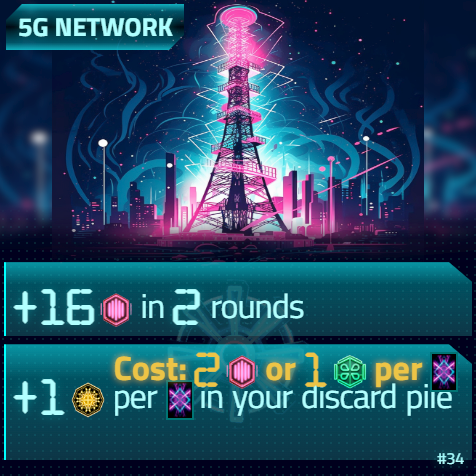 5G NETWORK
+16 in 2 rounds
Cost: 2 or 1 per
+1 per in your discard pile
#34